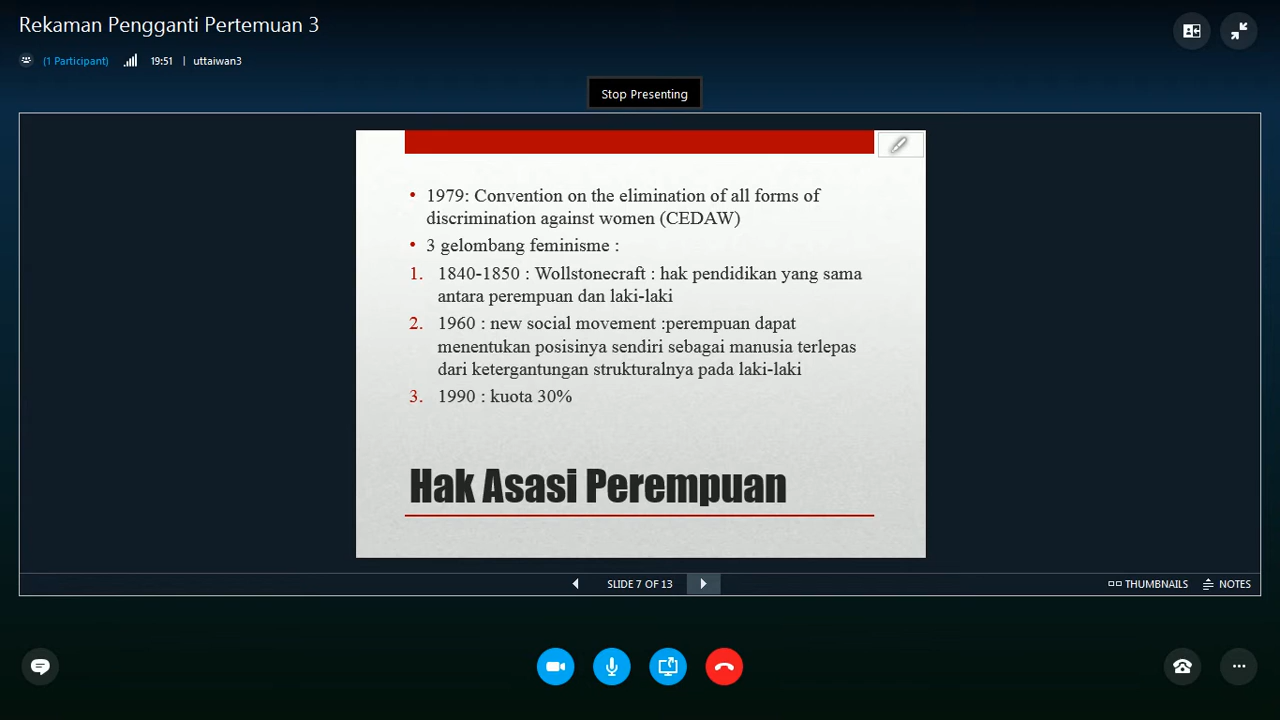 Rekaman Pengganti Pertemuan 3
(1 Participant) 19:51 | uttaiwan3
Stop Presenting
• 1979: Convention on the elimination of all forms of
discrimination against women (CEDAW)
• 3 gelombang feminisme :
1. 1840-1850 : Wollstonecraft : hak pendidikan yang sama
antara perempuan dan laki-laki
2. 1960 : new social movement :perempuan dapat
menentukan posisinya sendiri sebagai manusia terlepas
dari ketergantungan strukturalnya pada laki-laki
3. 1990 : kuota 30%
Hak Asasi Perempuan
SLIDE 7 OF 13
THUMBNAILS
NOTES